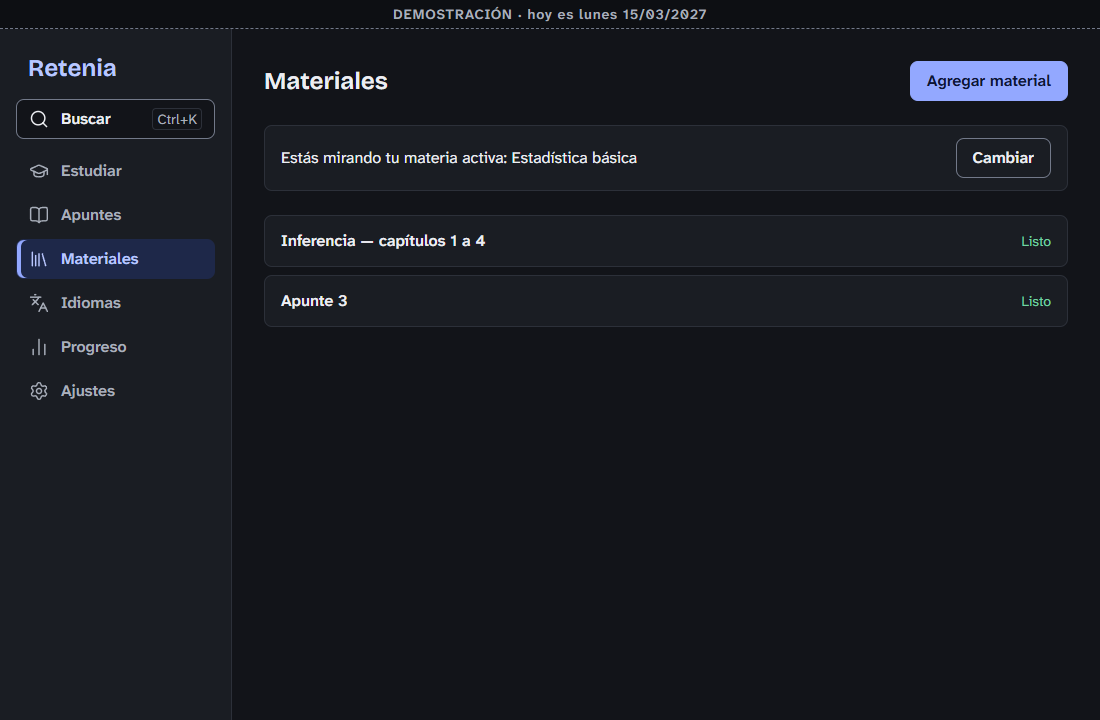 DEMOSTRACIÓN · hoy es lunes 15/03/2027
Retenia
Buscar Ctrl+K
Estudiar
Apuntes
Materiales
Idiomas
Progreso
Ajustes
Materiales
Agregar material
Estás mirando tu materia activa: Estadística básica
Cambiar
Inferencia — capítulos 1 a 4
Listo
Apunte 3
Listo